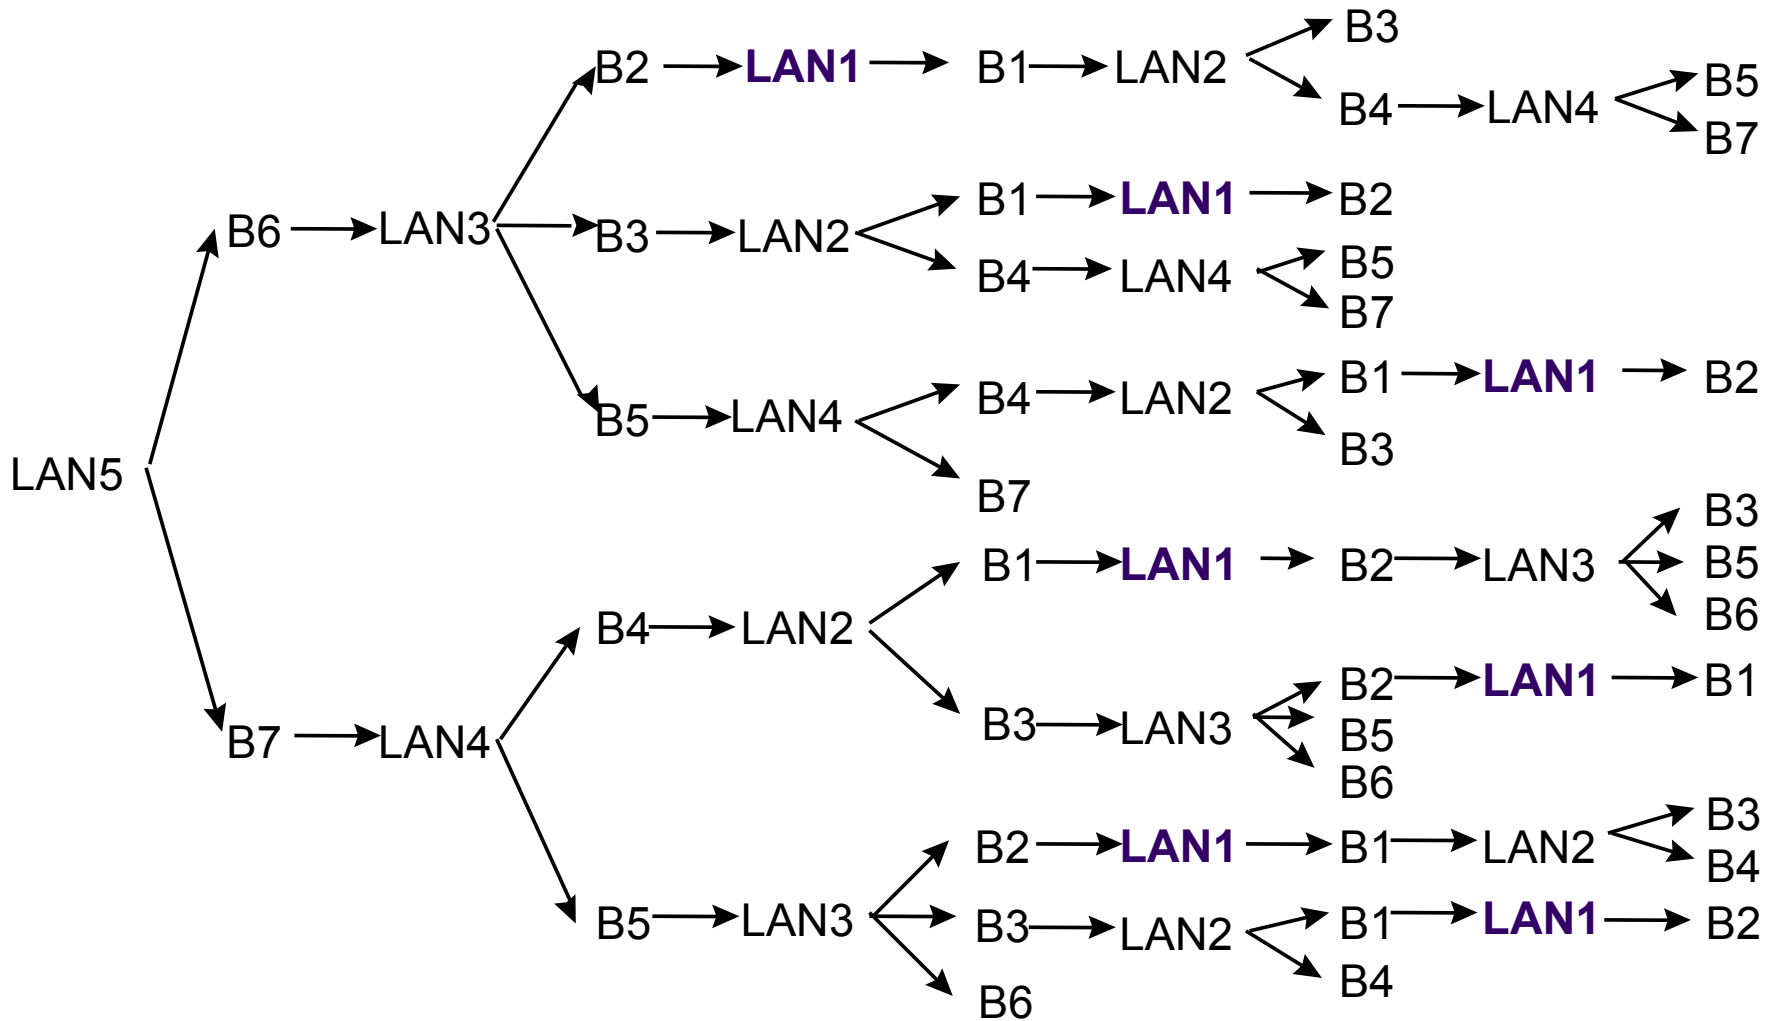 B3
B2 LAN1 B1 LAN2
B5
B4 LAN4
B7
B1 LAN1 B2
B6 LAN3 B3 LAN2
B5
B4 LAN4
B7
B1 LAN1 B2
B5 LAN4 B4 LAN2
B3
LAN5
B7
B3
B1 LAN1 B2 LAN3 B5
B6
B4 LAN2
B2 LAN1 B1
B3 LAN3 B5
B7 LAN4
B6
B3
B2 LAN1 B1 LAN2
B4
B5 LAN3 B3 LAN2 B1 LAN1 B2
B4
B6